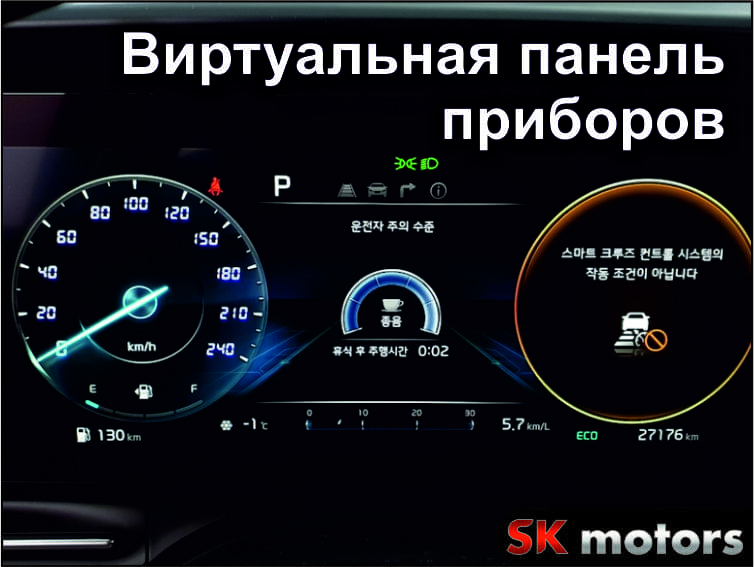 Виртуальная панель
приборов
P
운전자 주의 수준
좋음
휴식 후 주행시간 0:02
스마트 크루즈 컨트롤 시스템의
작동 조건이 아닙니다
0
20
40
60
80
100
120
150
180
210
240
km/h
E F
130 km
-1 ℃
0 10 20 30
5.7 km/L
ECO
27176 km
SK motors